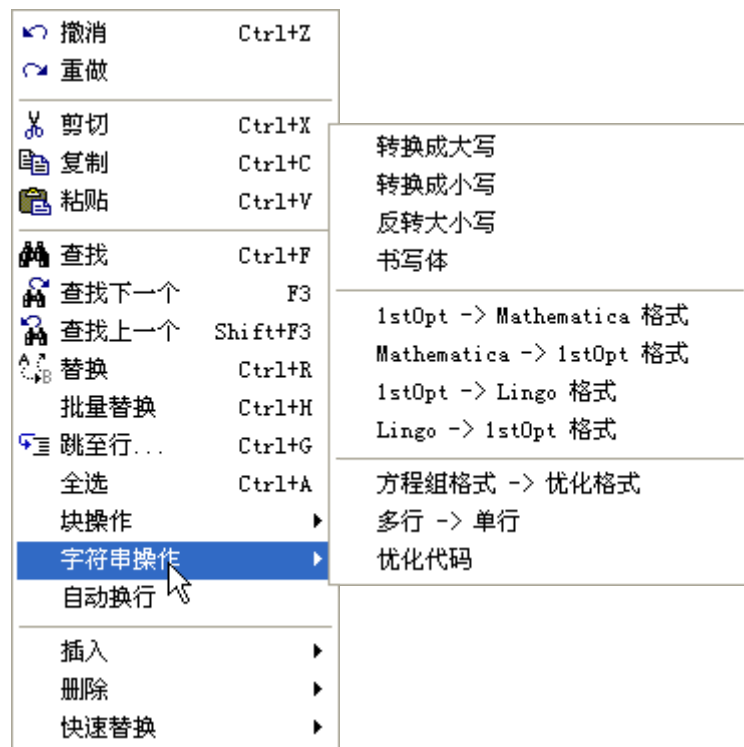 撤消 Ctrl+Z
重做
剪切 Ctrl+X
复制 Ctrl+C
粘贴 Ctrl+V
查找 Ctrl+F
查找下一个 F3
查找上一个 Shift+F3
替换 Ctrl+R
批量替换 Ctrl+H
跳至行... Ctrl+G
全选 Ctrl+A
块操作
字符串操作
自动换行
插入
删除
快速替换
转换成大写
转换成小写
反转大小写
书写体
1stOpt -> Mathematica 格式
Mathematica -> 1stOpt 格式
1stOpt -> Lingo 格式
Lingo -> 1stOpt 格式
方程组格式 -> 优化格式
多行 -> 单行
优化代码